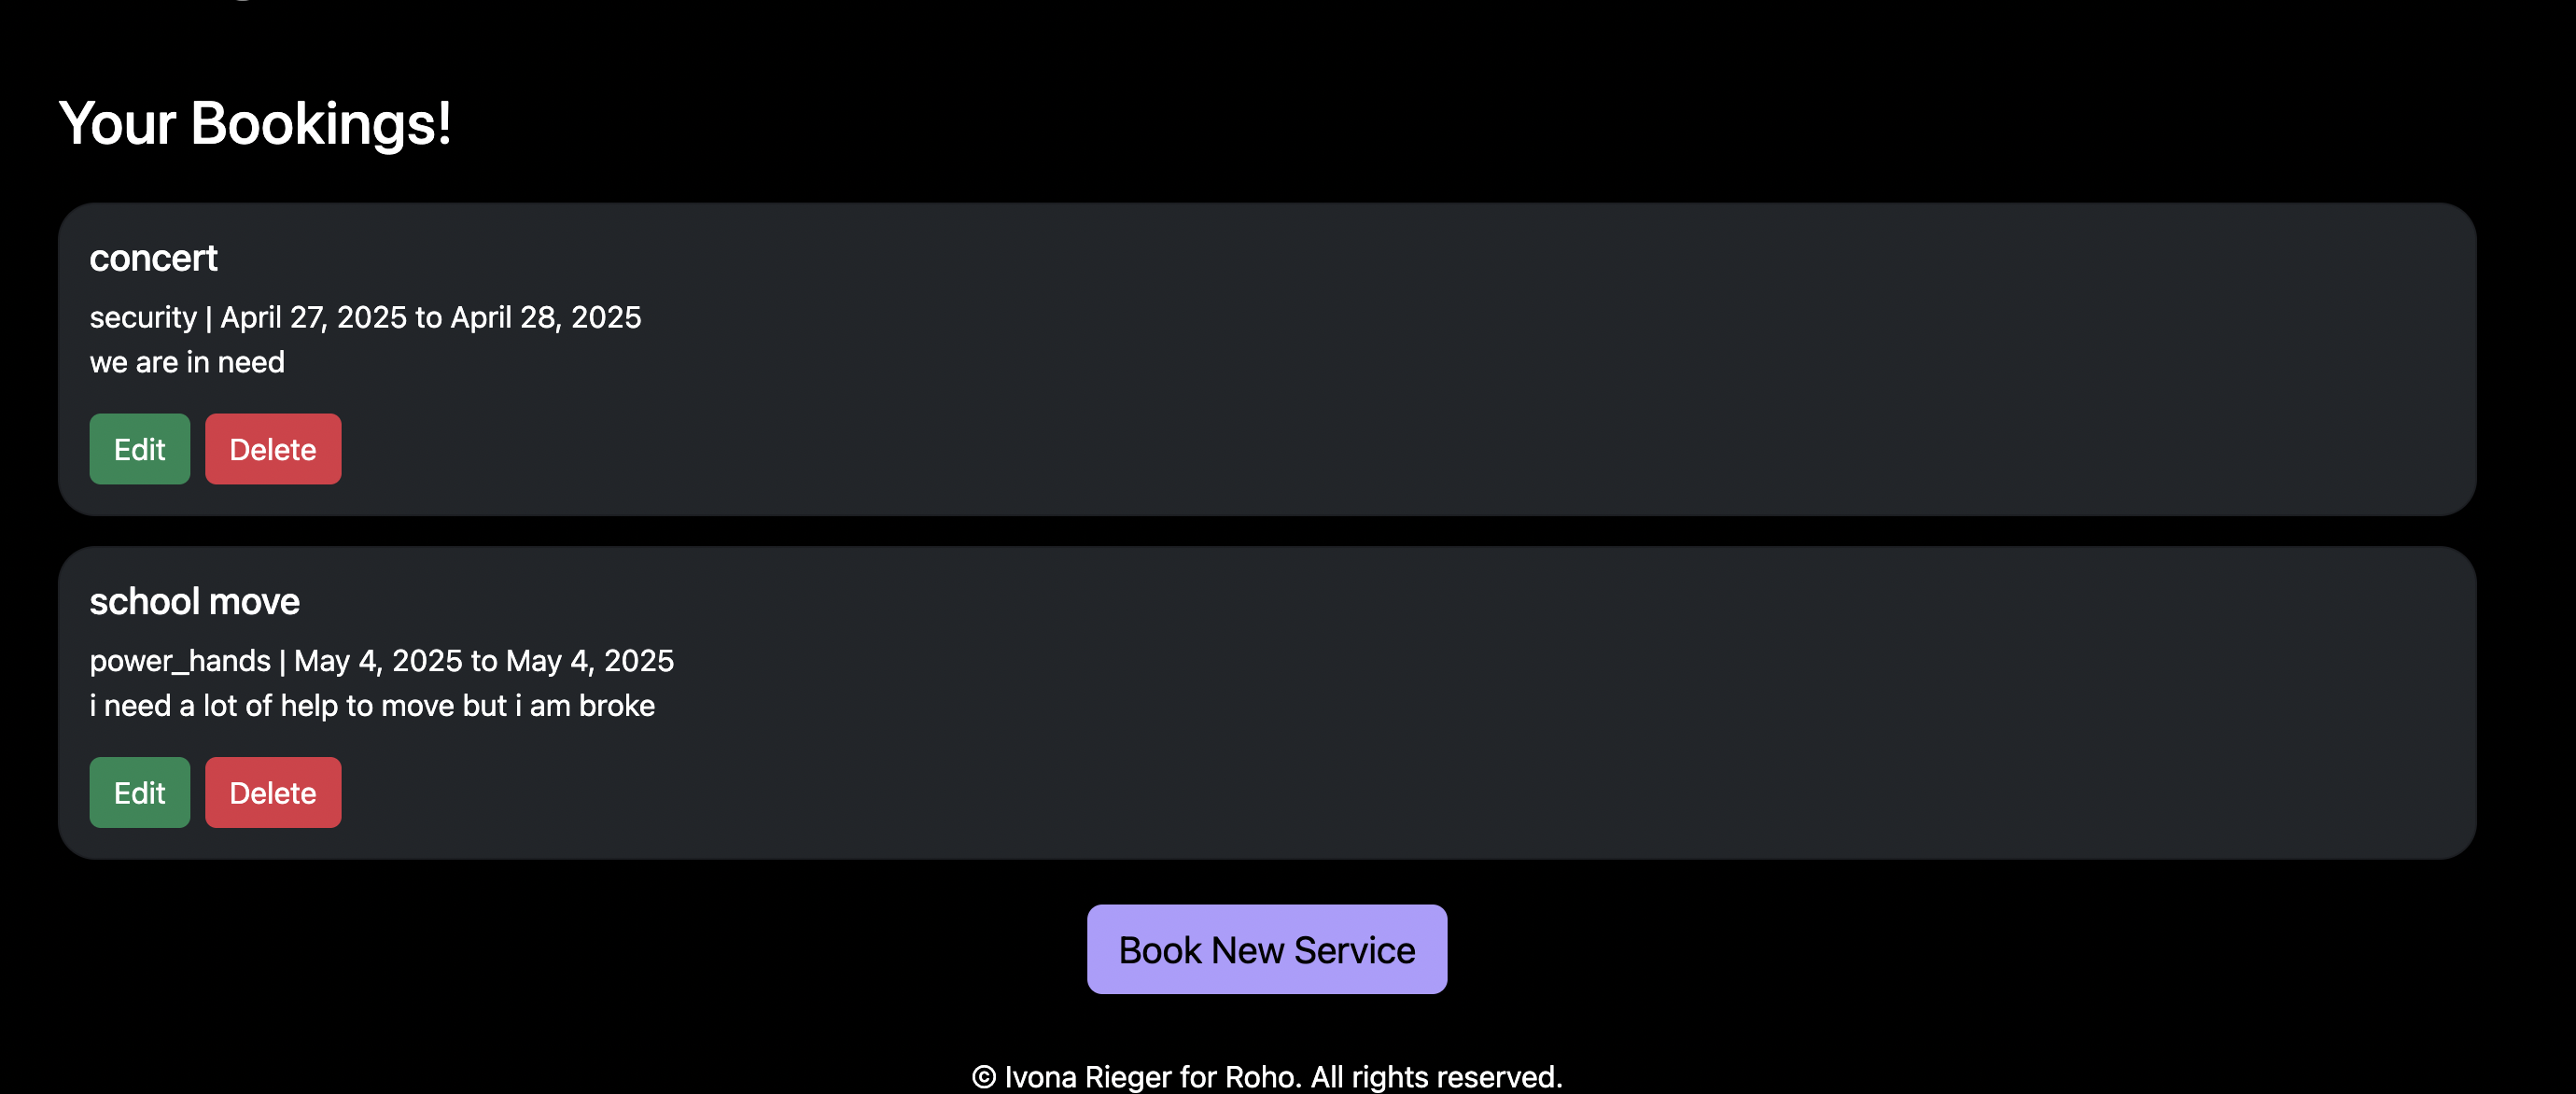 Your Bookings!
concert
security | April 27, 2025 to April 28, 2025
we are in need
Edit Delete
school move
power_hands | May 4, 2025 to May 4, 2025
i need a lot of help to move but i am broke
Edit Delete
Book New Service
© Ivona Rieger for Roho. All rights reserved.